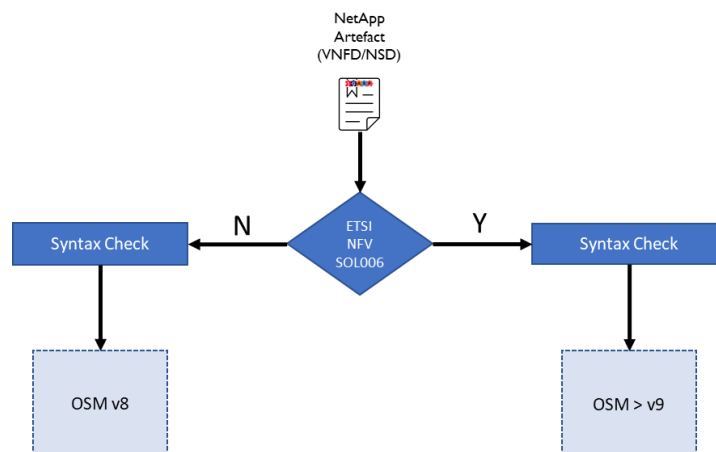 NetApp
Artefact
(VNFD/NSD)
W
N
ETSI
NFV
SOL006
Y
Syntax Check
Syntax Check
OSM v8
OSM > v9